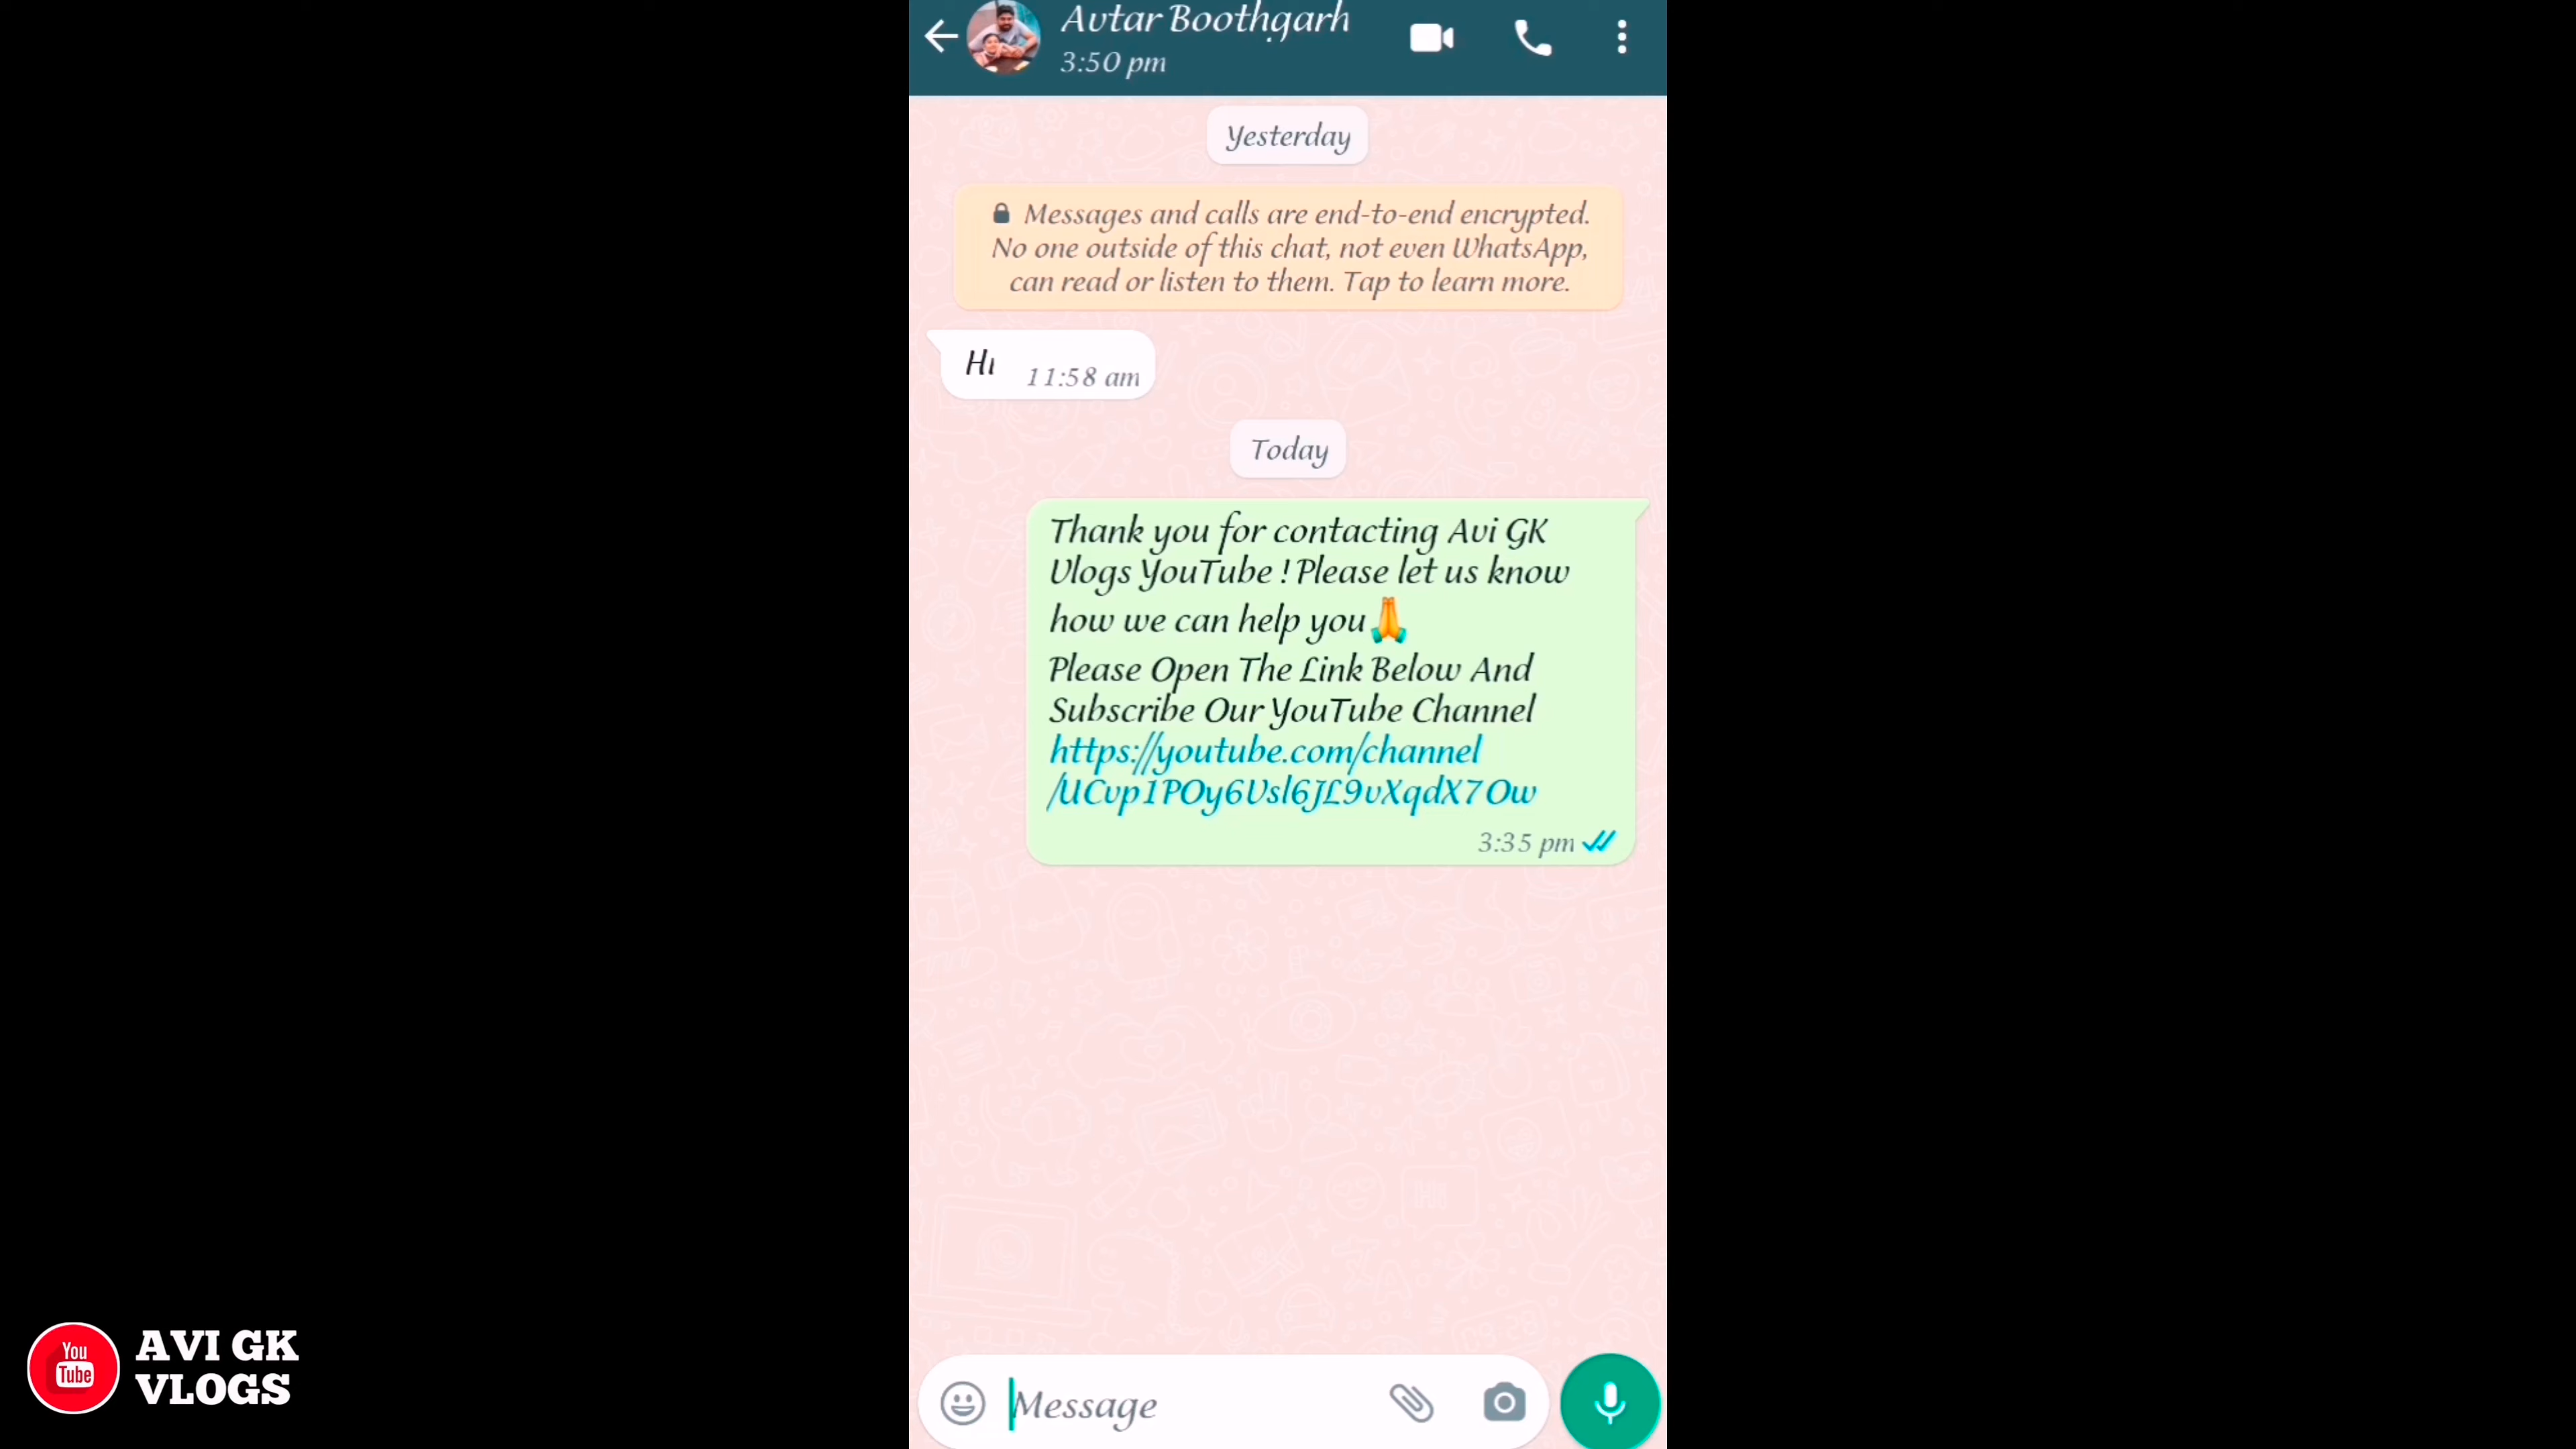 Avtar Boothgarh
3:50 pm
Yesterday
Messages and calls are end-to-end encrypted.
No one outside of this chat, not even WhatsApp,
can read or listen to them. Tap to learn more.
Hi
11:58 am
Today
Thank you for contacting Avi GK
Vlogs YouTube ! Please let us know
how we can help you🙏
Please Open The Link Below And
Subscribe Our YouTube Channel
https://youtube.com/channel
/UCvp1POy6Vsl6JL9vXqdX7Ow
3:35 pm
Message
You
Tube
AVI GK
VLOGS